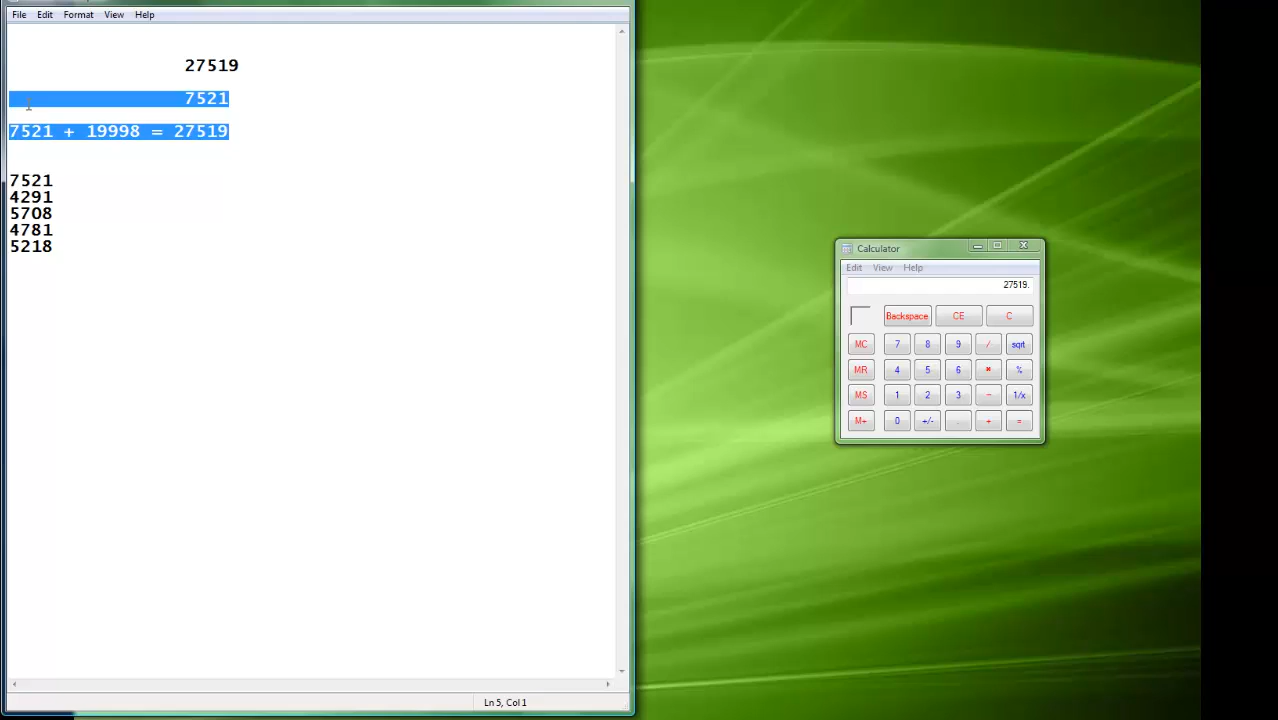 File Edit Format View Help
27519
7521
7521 + 19998 = 27519
7521
4291
5708
4781
5218
Ln 5, Col 1
Calculator
Edit View Help
27519.
Backspace CE C
MC 7 8 9 / sqrt
MR 4 5 6 * %
MS 1 2 3 - 1/x
M+ 0 +/- . + =